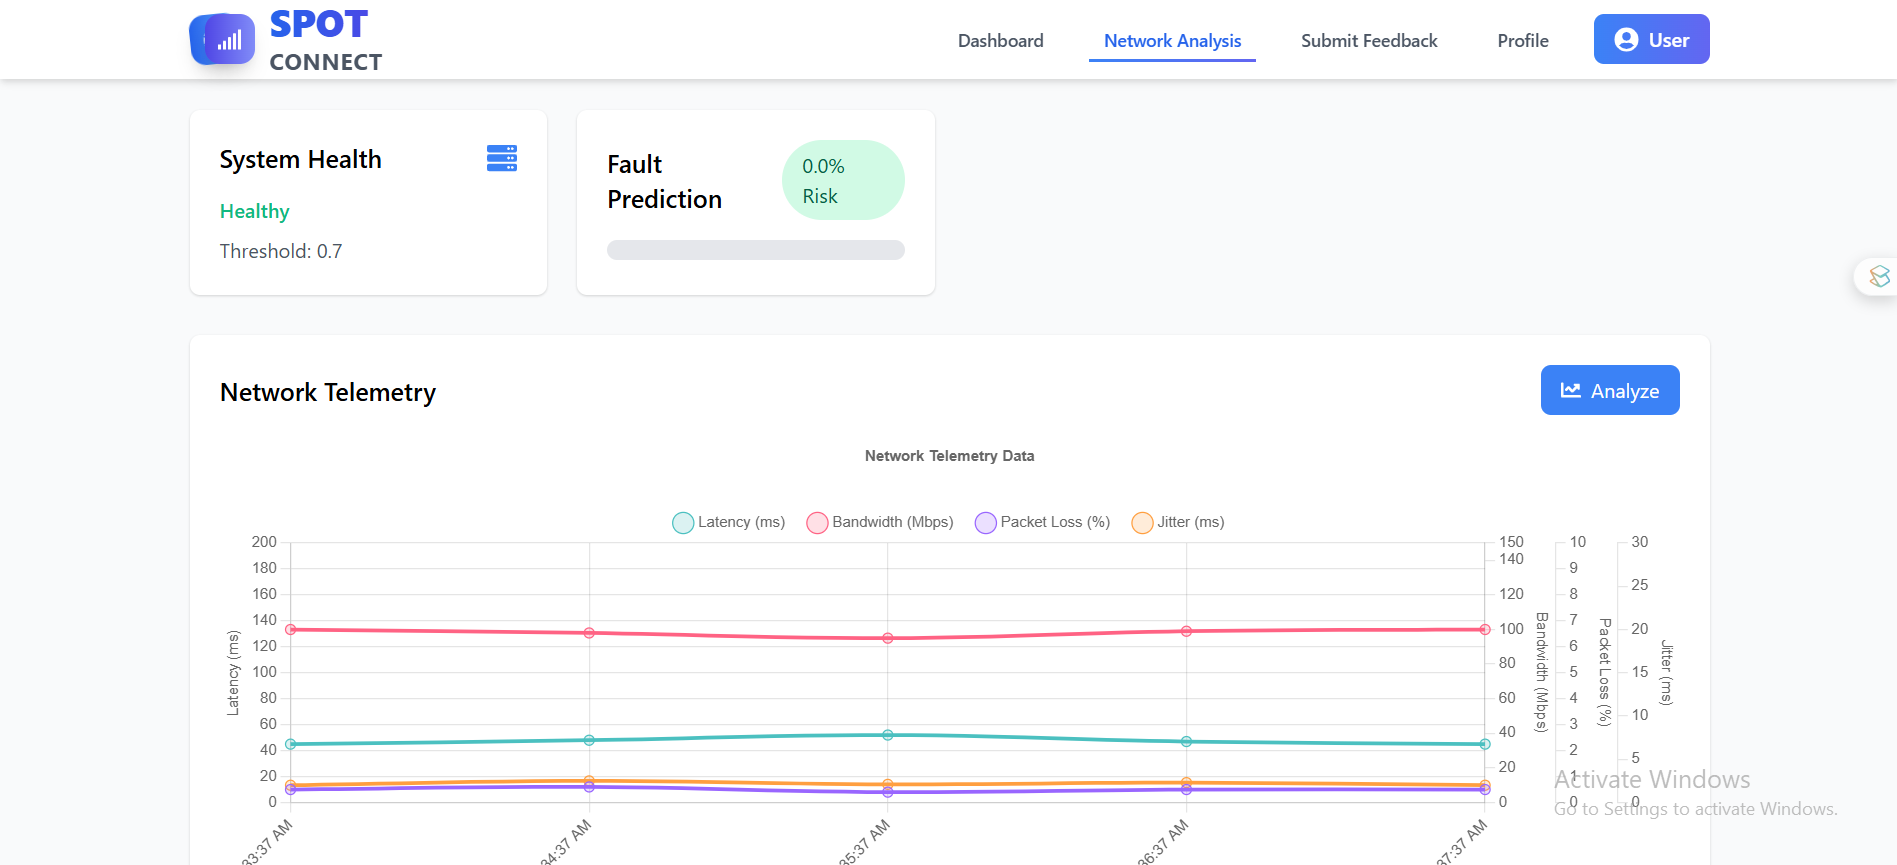 SPOT
CONNECT
Dashboard
Network Analysis
Submit Feedback
Profile
User
System Health
Healthy
Threshold: 0.7
Fault
Prediction
0.0%
Risk
Network Telemetry
Analyze
Network Telemetry Data
Latency (ms)
Bandwidth (Mbps)
Packet Loss (%)
Jitter (ms)
200
180
160
140
120
100
80
60
40
20
0
Latency (ms)
150
140
120
100
80
60
40
20
0
Bandwidth (Mbps)
10
9
8
7
6
5
4
3
2
1
0
Packet Loss (%)
30
25
20
15
10
5
0
Jitter (ms)
33:37 AM
34:37 AM
35:37 AM
36:37 AM
37:37 AM
Activate Windows
Go to Settings to activate Windows.